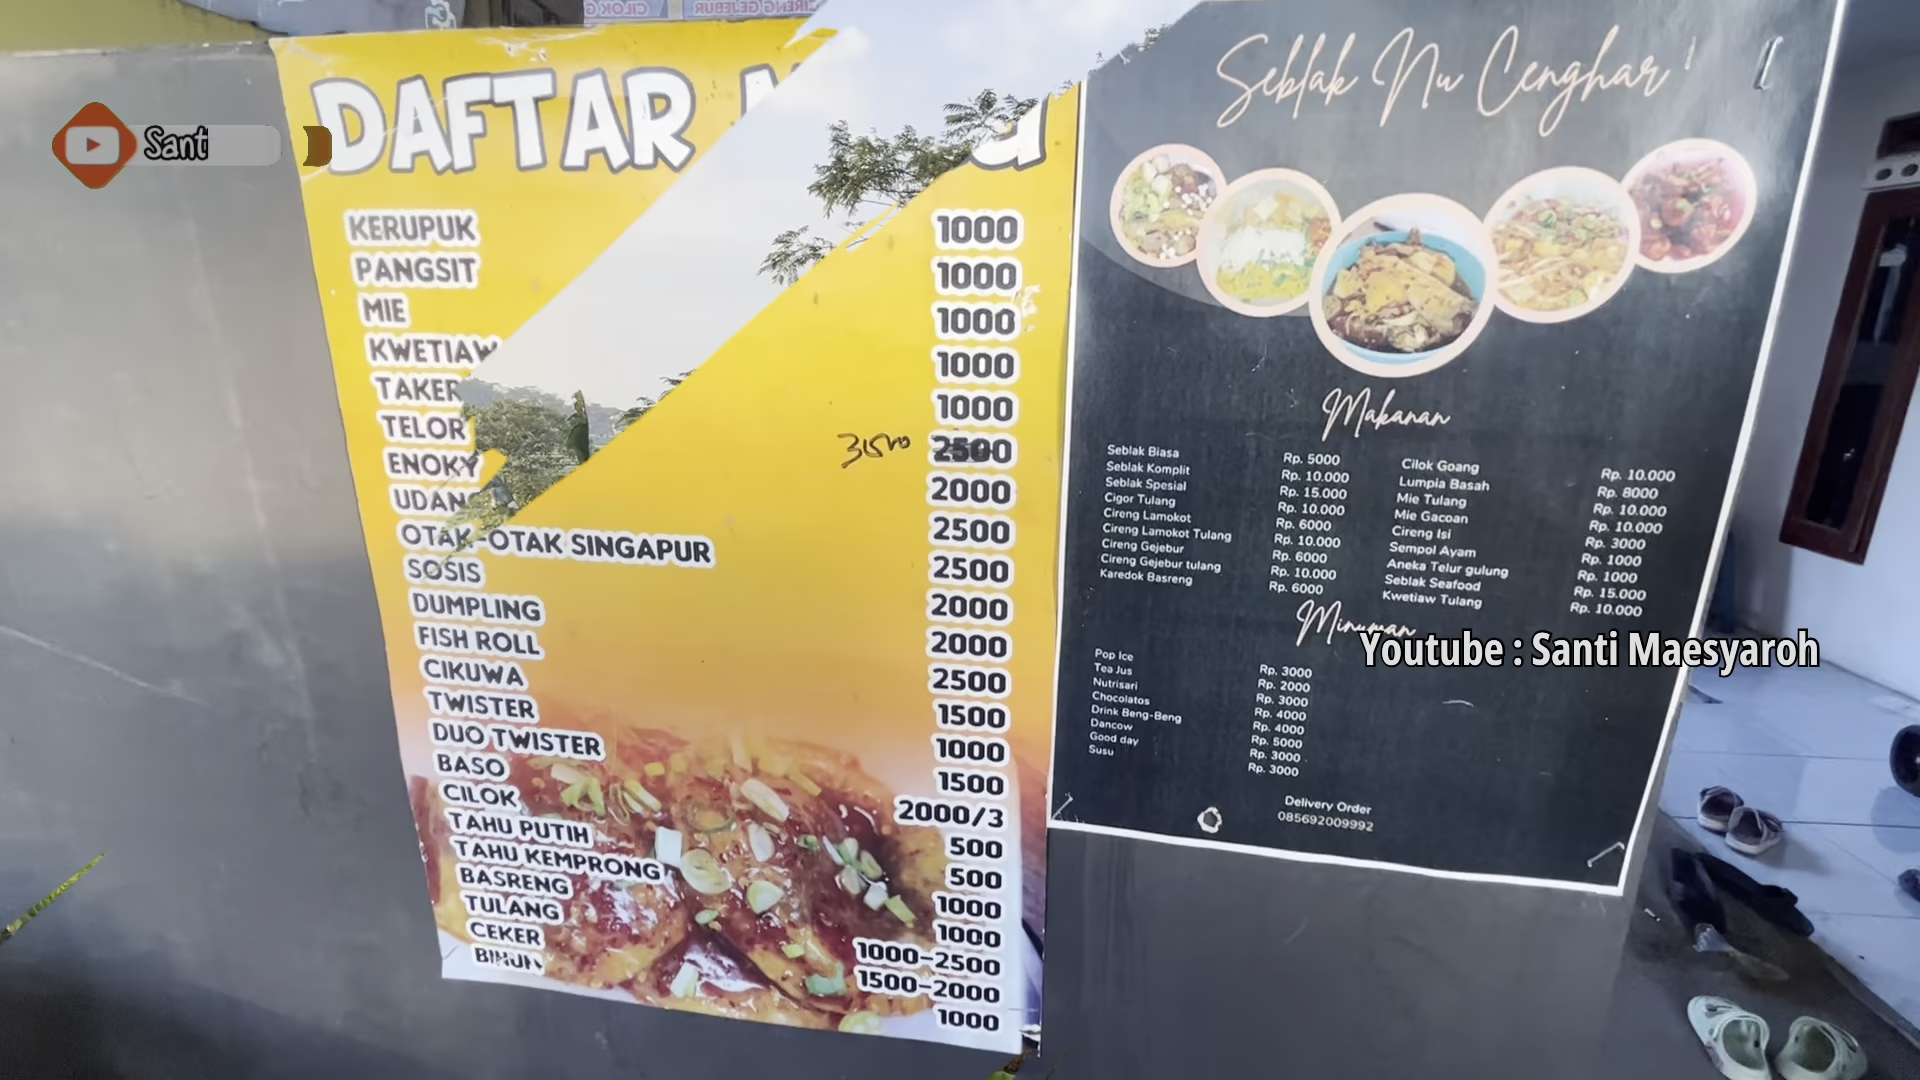 CILOK G
CIRENG GEJEBUR
Sant
DAFTAR
KERUPUK 1000
PANGSIT 1000
MIE 1000
KWETIAW 1000
TAKER 1000
TELOR 3500 2500
ENOKY 2000
UDANG 2500
OTAK-OTAK SINGAPUR 2500
SOSIS 2000
DUMPLING 2000
FISH ROLL 2500
CIKUWA 1500
TWISTER 1000
DUO TWISTER 1500
BASO 2000/3
CILOK 500
TAHU PUTIH 500
TAHU KEMPRONG 1000
BASRENG 1000
TULANG 1000-2500
CEKER 1500-2000
BIHUN 1000
Seblak Nu Cenghar'
Makanan
Seblak Biasa Rp. 5000
Seblak Komplit Rp. 10.000
Seblak Spesial Rp. 15.000
Cigor Tulang Rp. 10.000
Cireng Lamokot Rp. 6000
Cireng Lamokot Tulang Rp. 10.000
Cireng Gejebur Rp. 6000
Cireng Gejebur tulang Rp. 10.000
Karedok Basreng Rp. 6000
Cilok Goang Rp. 10.000
Lumpia Basah Rp. 8000
Mie Tulang Rp. 10.000
Mie Gacoan Rp. 10.000
Cireng Isi Rp. 3000
Sempol Ayam Rp. 1000
Aneka Telur gulung Rp. 1000
Seblak Seafood Rp. 15.000
Kwetiaw Tulang Rp. 10.000
Minuman
Pop Ice Rp. 3000
Tea Jus Rp. 2000
Nutrisari Rp. 3000
Chocolatos Rp. 4000
Drink Beng-Beng Rp. 4000
Dancow Rp. 5000
Good day Rp. 3000
Susu Rp. 3000
Delivery Order
085692009992
Youtube : Santi Maesyaroh